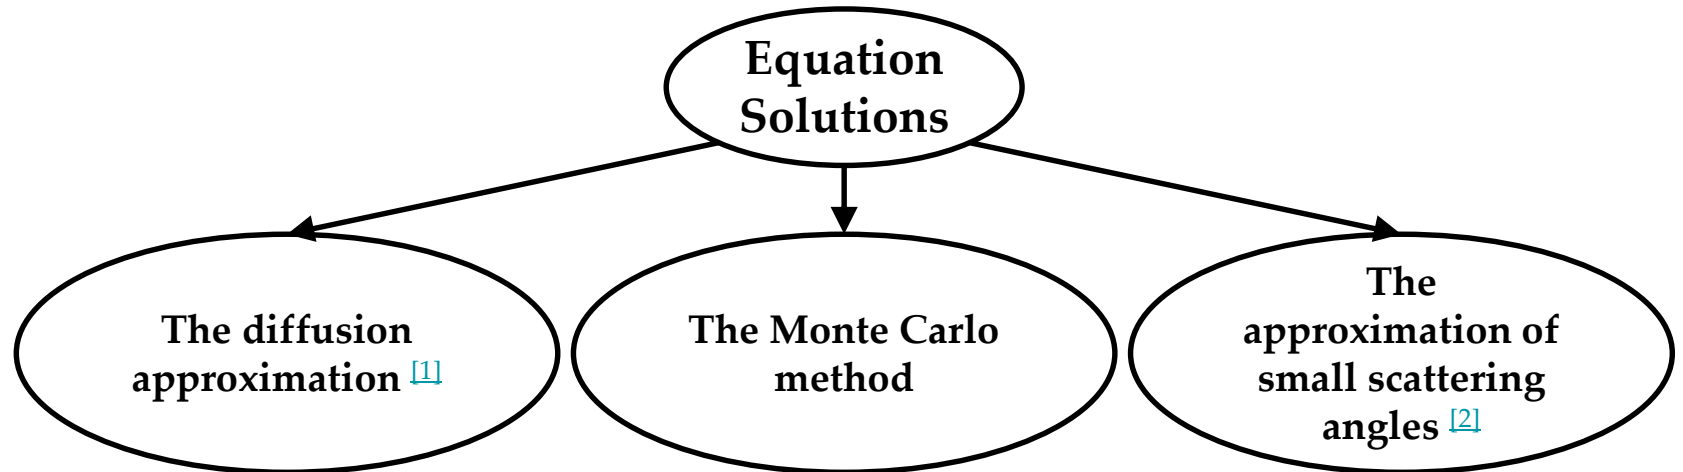 Equation
Solutions
The diffusion
approximation [1]
The Monte Carlo
method
The
approximation of
small scattering
angles [2]